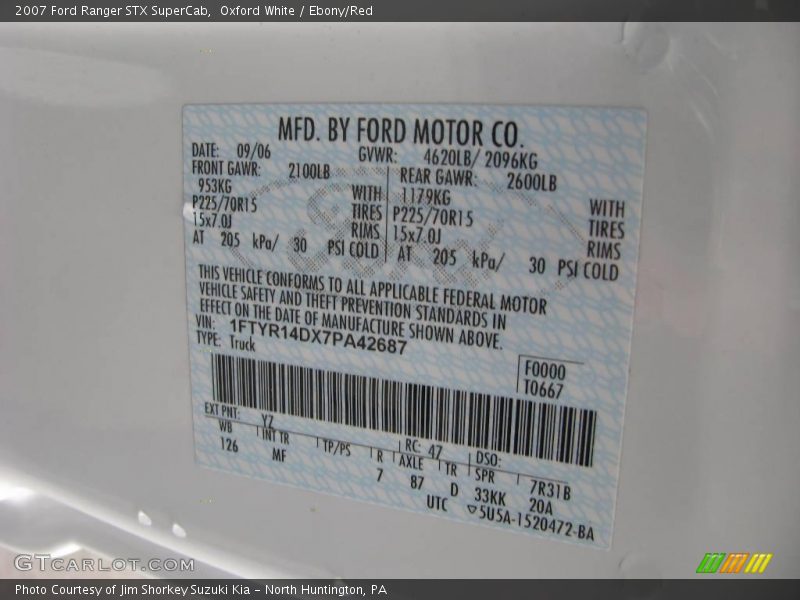 2007 Ford Ranger STX SuperCab, Oxford White / Ebony/Red
MFD. BY FORD MOTOR CO.
DATE: 09/06 GVWR: 4620LB/ 2096KG
FRONT GAWR: 2100LB REAR GAWR: 2600LB
953KG WITH 1179KG WITH
P225/70R15 TIRES P225/70R15 TIRES
15x7.0J RIMS 15x7.0J RIMS
AT 205 kPa/ 30 PSI COLD AT 205 kPa/ 30 PSI COLD
THIS VEHICLE CONFORMS TO ALL APPLICABLE FEDERAL MOTOR
VEHICLE SAFETY AND THEFT PREVENTION STANDARDS IN
EFFECT ON THE DATE OF MANUFACTURE SHOWN ABOVE.
VIN: 1FTYR14DX7PA42687
TYPE: Truck
F0000
T0667
EXT PNT: YZ RC: 47 DSO:
WB INT TR TP/PS R AXLE TR SPR 7R31B
126 MF 7 87 D 33KK 20A
UTC ▽5U5A-1520472-BA
GTCARLOT.COM
Photo Courtesy of Jim Shorkey Suzuki Kia – North Huntington, PA